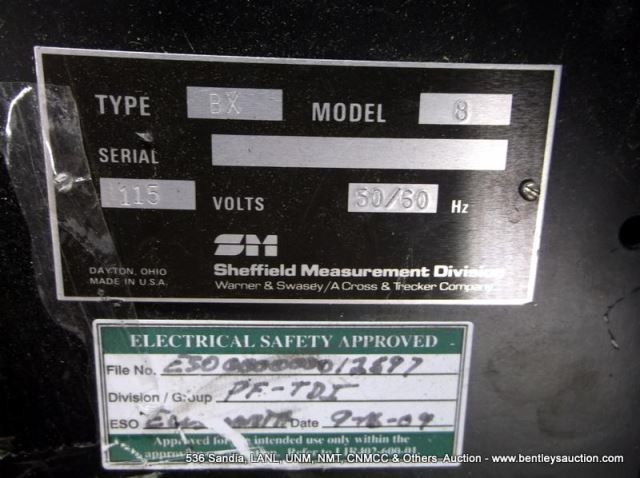 TYPE BX MODEL 8
SERIAL
115 VOLTS 50/60 Hz
SM
DAYTON, OHIO
MADE IN U.S.A.
Sheffield Measurement Division
Warner & Swasey/A Cross & Trecker Company
ELECTRICAL SAFETY APPROVED
File No.
Division / Group PF-TDI
ESO Date
Approved for the intended use only within the
536 Sandia, LANL, UNM, NMT, CNMCC & Others Auction - www.bentleysauction.com